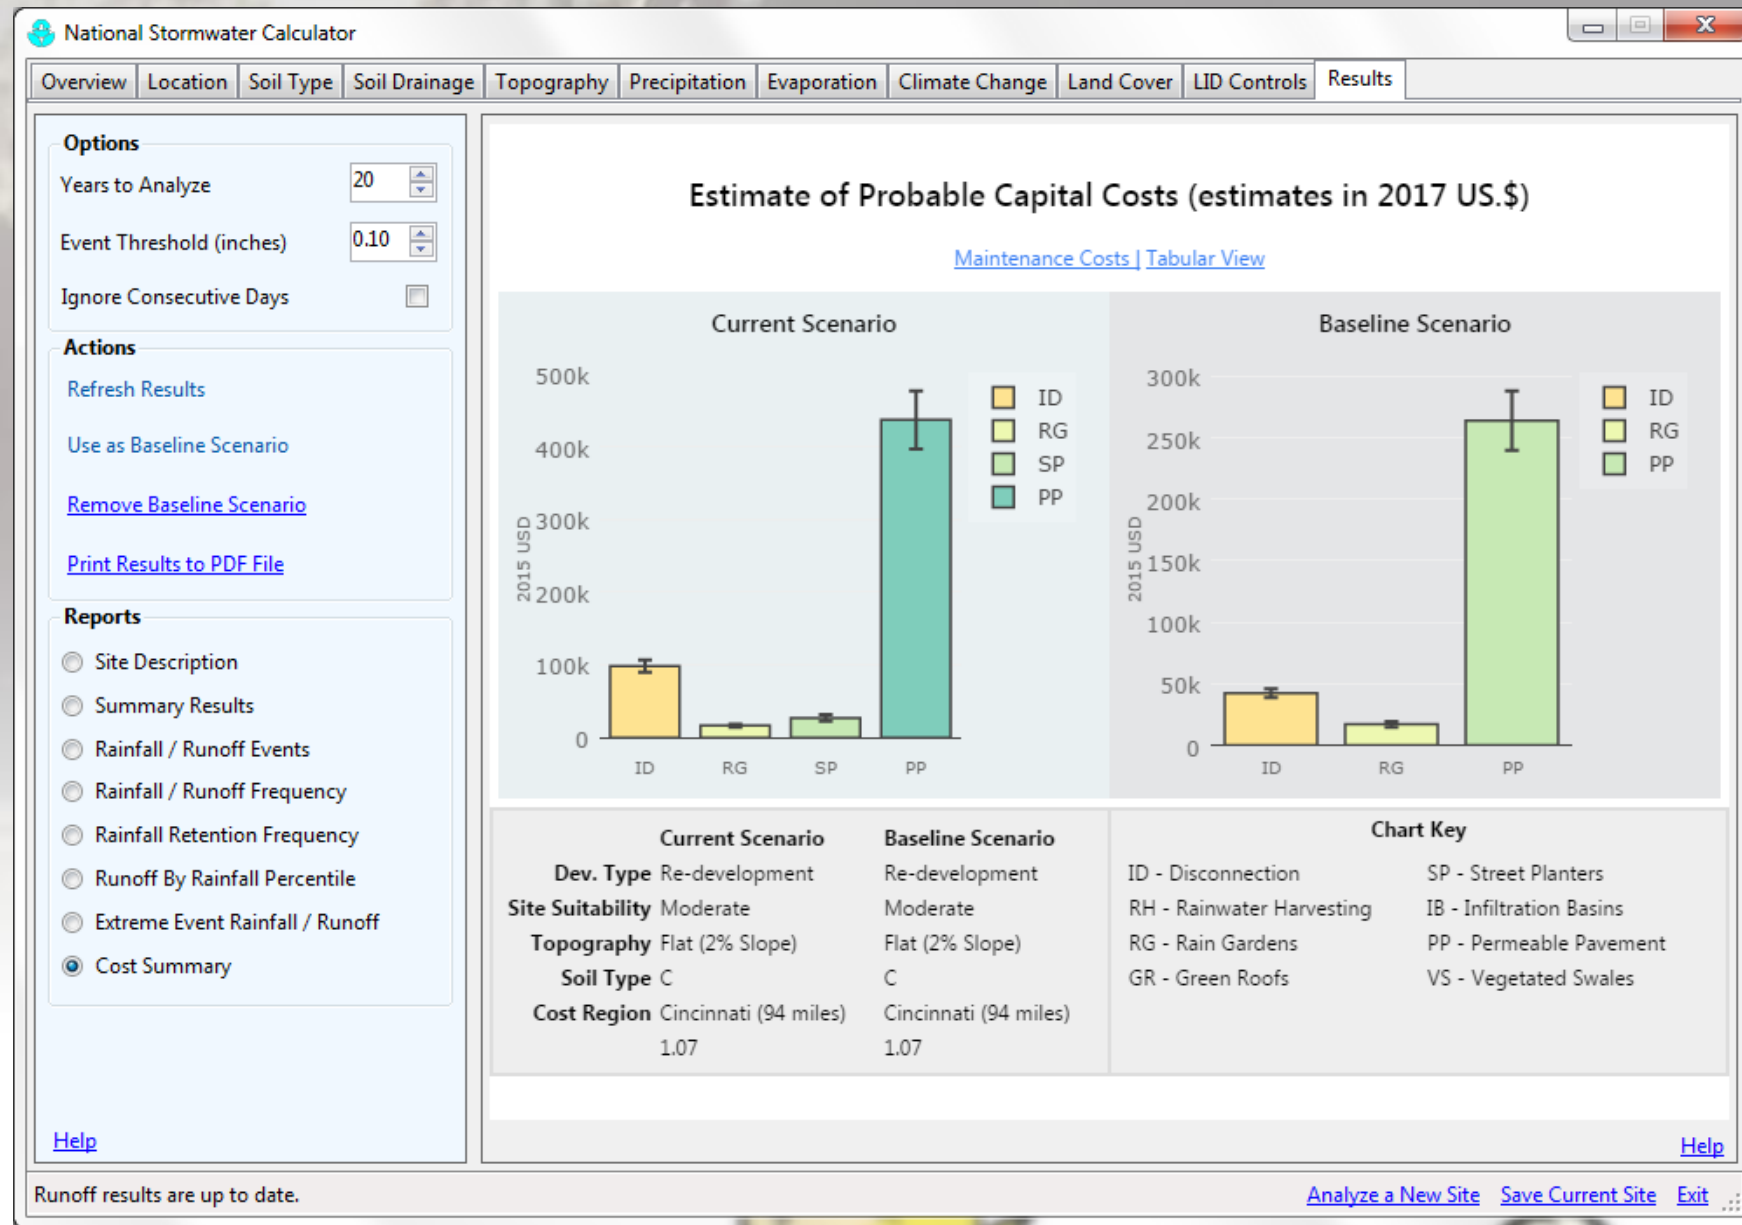 National Stormwater Calculator
Overview Location Soil Type Soil Drainage Topography Precipitation Evaporation Climate Change Land Cover LID Controls Results
Options
Years to Analyze 20
Event Threshold (inches) 0.10
Ignore Consecutive Days
Actions
Refresh Results
Use as Baseline Scenario
Remove Baseline Scenario
Print Results to PDF File
Reports
Site Description
Summary Results
Rainfall / Runoff Events
Rainfall / Runoff Frequency
Rainfall Retention Frequency
Runoff By Rainfall Percentile
Extreme Event Rainfall / Runoff
Cost Summary
Help
Estimate of Probable Capital Costs (estimates in 2017 US.$)
Maintenance Costs | Tabular View
Current Scenario
500k
400k
300k
200k
100k
0
2015 USD
ID RG SP PP
ID
RG
SP
PP
Baseline Scenario
300k
250k
200k
150k
100k
50k
0
2015 USD
ID RG PP
ID
RG
PP
Current Scenario Baseline Scenario
Dev. Type Re-development Re-development
Site Suitability Moderate Moderate
Topography Flat (2% Slope) Flat (2% Slope)
Soil Type C C
Cost Region Cincinnati (94 miles) Cincinnati (94 miles)
1.07 1.07
Chart Key
ID - Disconnection SP - Street Planters
RH - Rainwater Harvesting IB - Infiltration Basins
RG - Rain Gardens PP - Permeable Pavement
GR - Green Roofs VS - Vegetated Swales
Help
Runoff results are up to date.
Analyze a New Site Save Current Site Exit